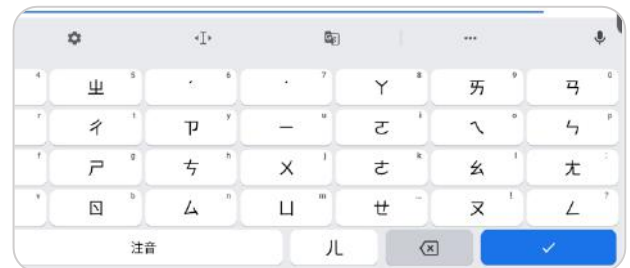 4 ㄓ 5 ˊ 6 ˙ 7 ㄚ 8 ㄞ 9 ㄢ 0
r ㄔ t ㄗ y ㄧ u ㄛ i ㄟ o ㄣ p
f ㄕ g ㄘ h ㄨ j ㄜ k ㄠ l ㄤ :
v ㄖ b ㄙ n ㄩ m ㄝ … ㄡ ! ㄥ ?
注音 ㄦ